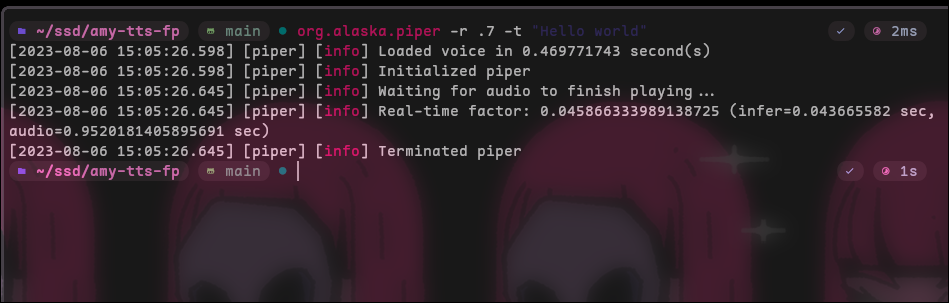 ~/ssd/amy-tts-fp main org.alaska.piper -r .7 -t "Hello world" ✓ 2ms
[2023-08-06 15:05:26.598] [piper] [info] Loaded voice in 0.469771743 second(s)
[2023-08-06 15:05:26.598] [piper] [info] Initialized piper
[2023-08-06 15:05:26.645] [piper] [info] Waiting for audio to finish playing...
[2023-08-06 15:05:26.645] [piper] [info] Real-time factor: 0.045866333989138725 (infer=0.043665582 sec,
audio=0.9520181405895691 sec)
[2023-08-06 15:05:26.645] [piper] [info] Terminated piper
~/ssd/amy-tts-fp main ✓ 1s